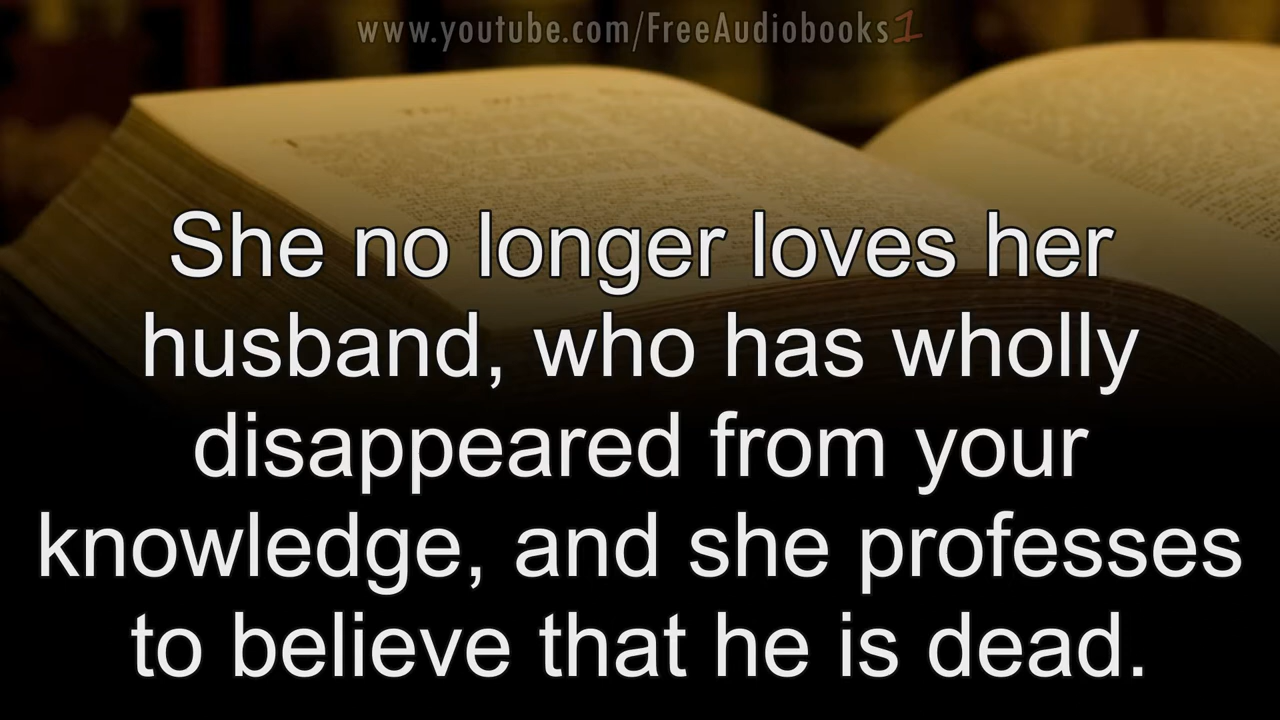 www.youtube.com/FreeAudiobooks1
She no longer loves her
husband, who has wholly
disappeared from your
knowledge, and she professes
to believe that he is dead.